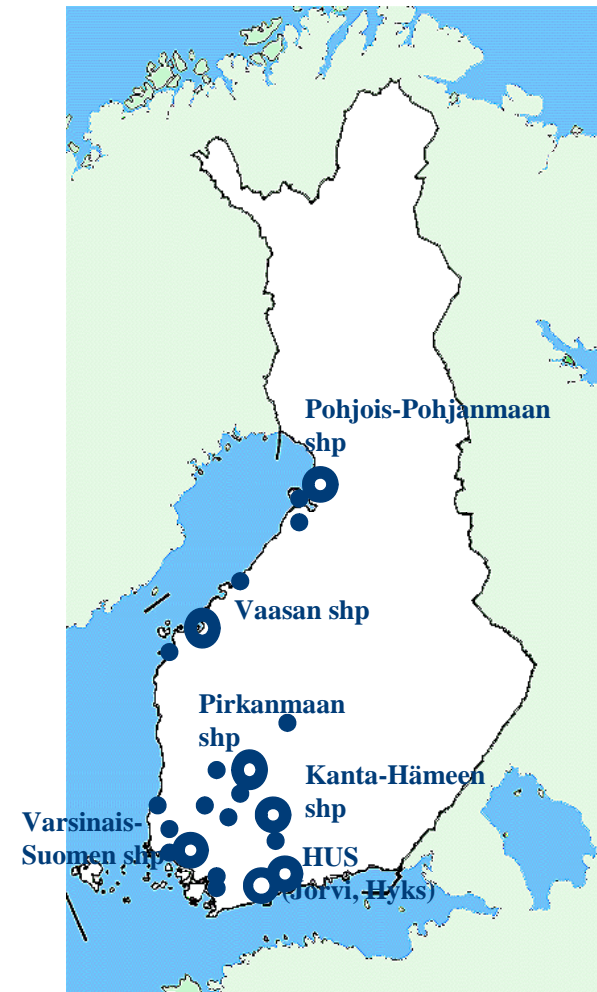 Pohjois-Pohjanmaan
shp
Vaasan shp
Pirkanmaan
shp
Kanta-Hämeen
shp
Varsinais-
Suomen shp
HUS
(Jorvi, Hyks)